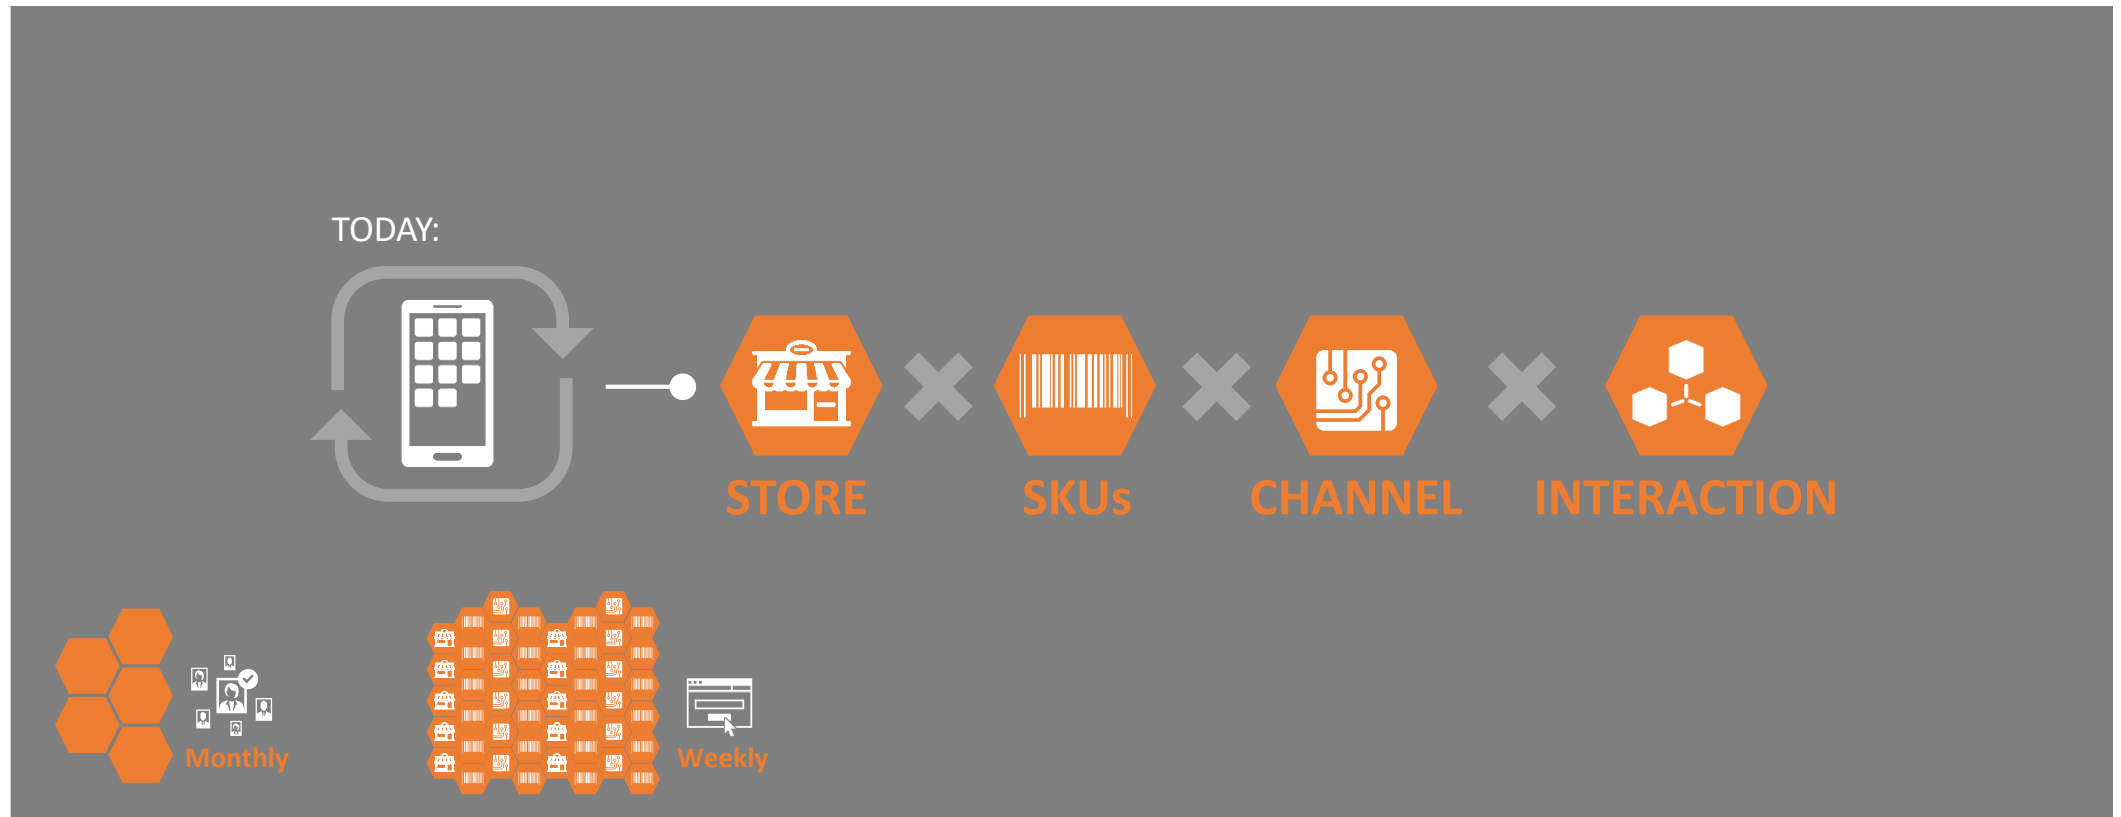 TODAY:
STORE
SKUs
CHANNEL
INTERACTION
Monthly
Weekly